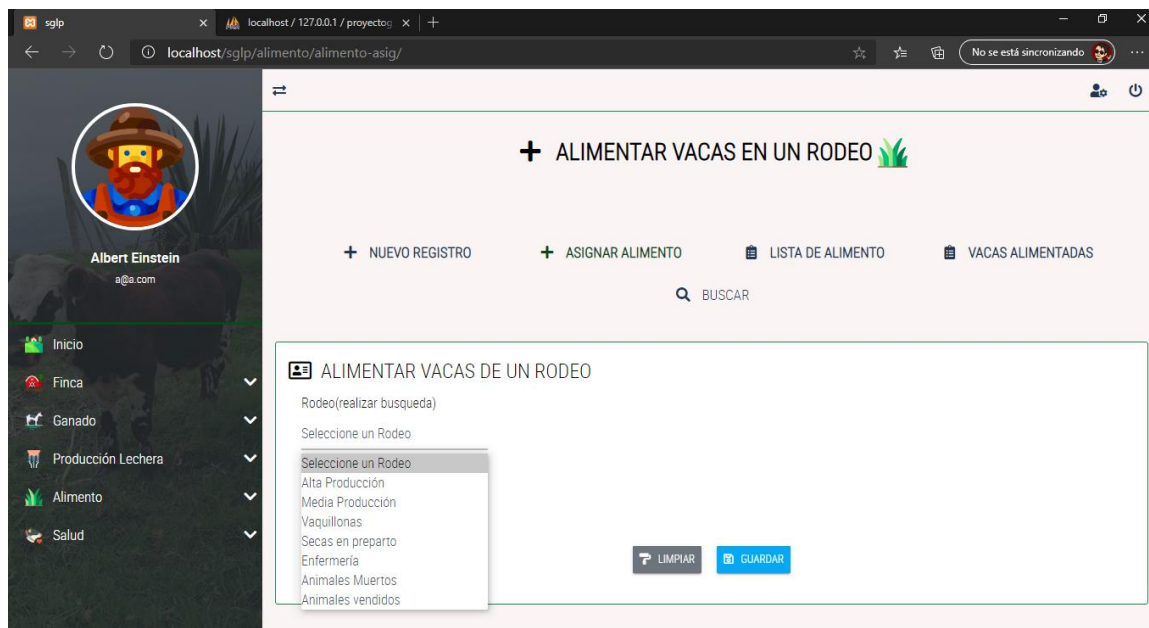 sglp
localhost / 127.0.0.1 / proyectog
localhost/sglp/alimento/alimento-asig/
No se está sincronizando
ALIMENTAR VACAS EN UN RODEO
Albert Einstein
a@a.com
NUEVO REGISTRO
ASIGNAR ALIMENTO
LISTA DE ALIMENTO
VACAS ALIMENTADAS
BUSCAR
Inicio
Finca
Ganado
Producción Lechera
Alimento
Salud
ALIMENTAR VACAS DE UN RODEO
Rodeo(realizar busqueda)
Seleccione un Rodeo
Seleccione un Rodeo
Alta Producción
Media Producción
Vaquillonas
Secas en preparto
Enfermería
Animales Muertos
Animales vendidos
LIMPIAR
GUARDAR